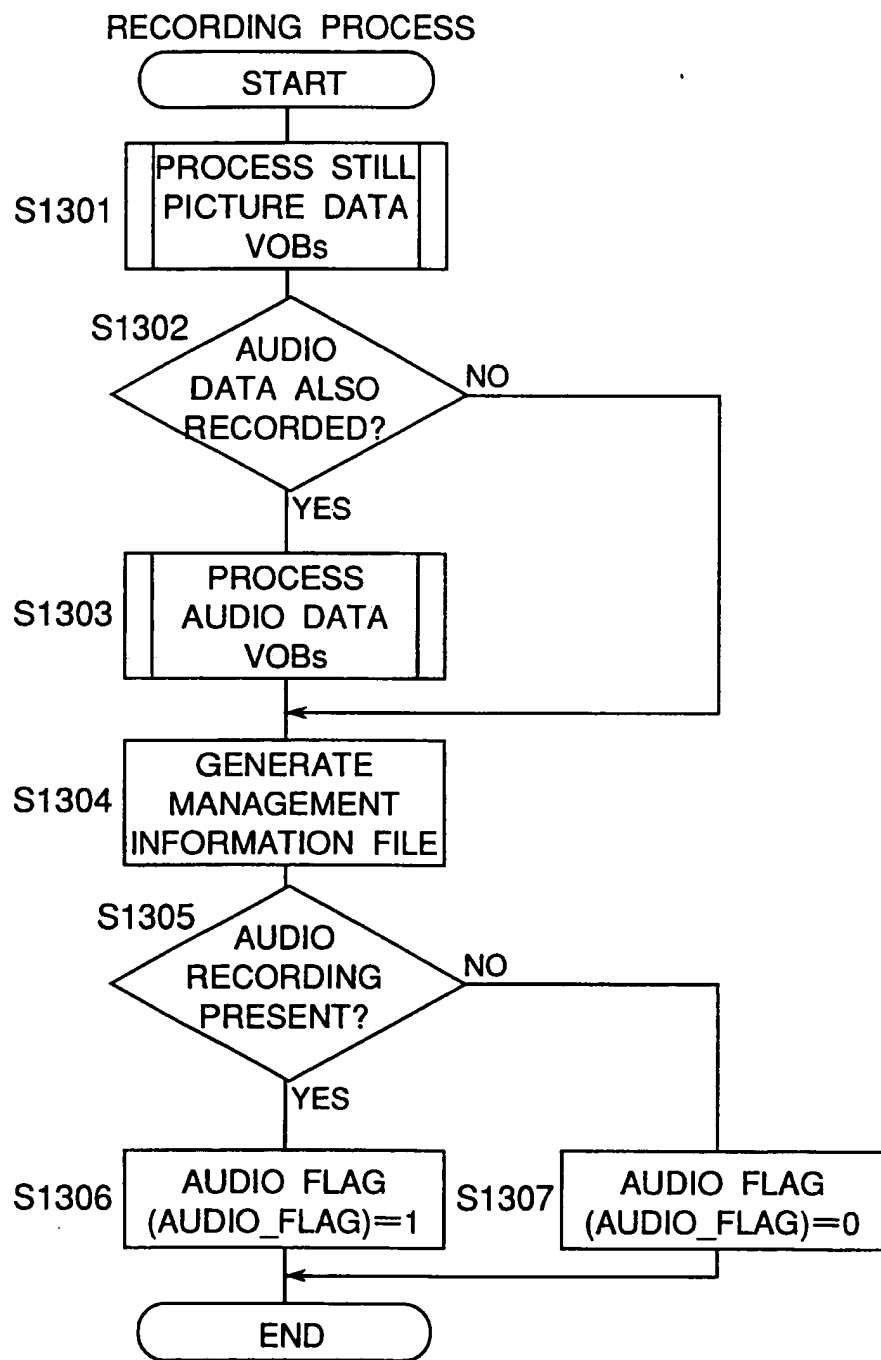 RECORDING PROCESS
START
S1301
PROCESS STILL
PICTURE DATA
VOBs
S1302
AUDIO
DATA ALSO
RECORDED?
NO
YES
S1303
PROCESS
AUDIO DATA
VOBs
S1304
GENERATE
MANAGEMENT
INFORMATION FILE
S1305
AUDIO
RECORDING
PRESENT?
NO
YES
S1306
AUDIO FLAG
(AUDIO_FLAG)=1
S1307
AUDIO FLAG
(AUDIO_FLAG)=0
END